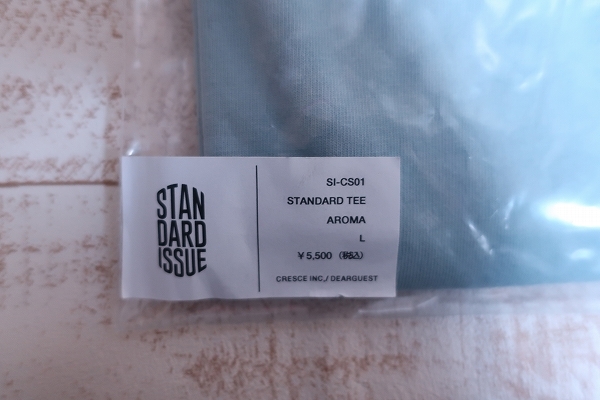 STAN
DARD
ISSUE
SI-CS01
STANDARD TEE
AROMA
L
¥5,500 (税込)
CRESCE INC./ DEARGUEST